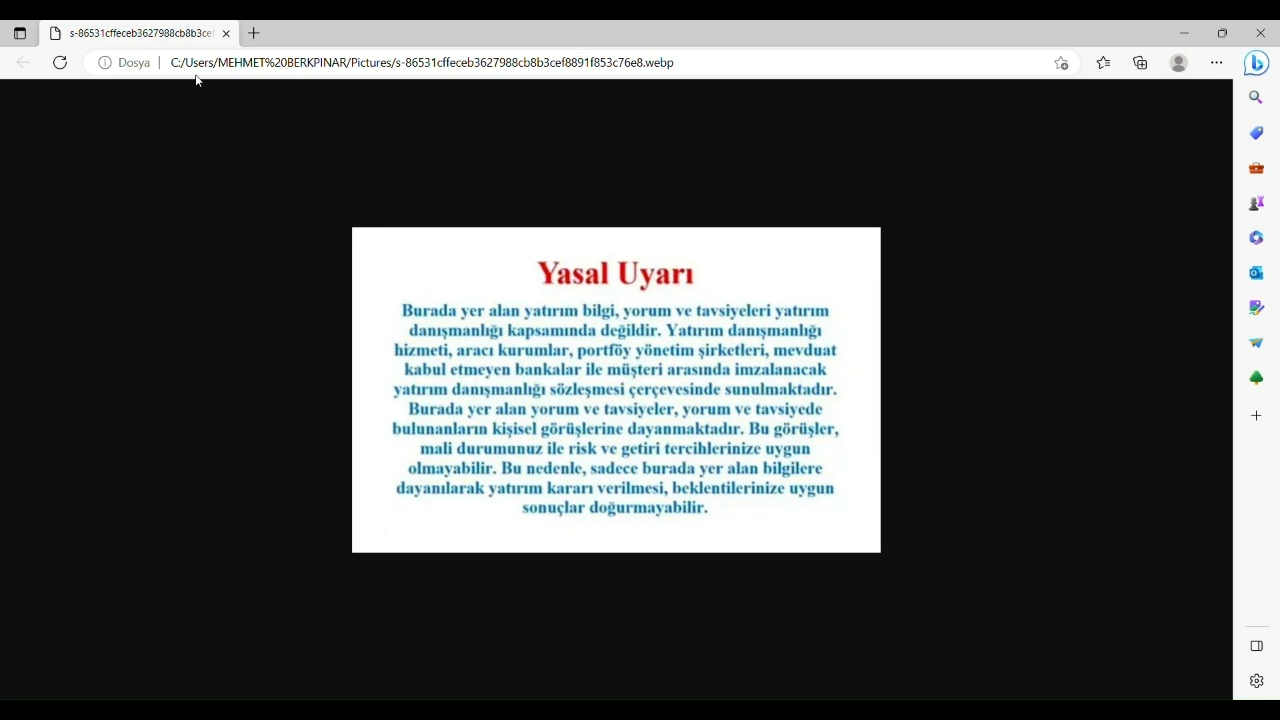 s-86531cffeceb3627988cb8b3cef
Dosya
C:/Users/MEHMET%20BERKPINAR/Pictures/s-86531cffeceb3627988cb8b3cef8891f853c76e8.webp
Yasal Uyarı
Burada yer alan yatırım bilgi, yorum ve tavsiyeleri yatırım
danışmanlığı kapsamında değildir. Yatırım danışmanlığı
hizmeti, aracı kurumlar, portföy yönetim şirketleri, mevduat
kabul etmeyen bankalar ile müşteri arasında imzalanacak
yatırım danışmanlığı sözleşmesi çerçevesinde sunulmaktadır.
Burada yer alan yorum ve tavsiyeler, yorum ve tavsiyede
bulunanların kişisel görüşlerine dayanmaktadır. Bu görüşler,
mali durumunuz ile risk ve getiri tercihlerinize uygun
olmayabilir. Bu nedenle, sadece burada yer alan bilgilere
dayanılarak yatırım kararı verilmesi, beklentilerinize uygun
sonuçlar doğurmayabilir.